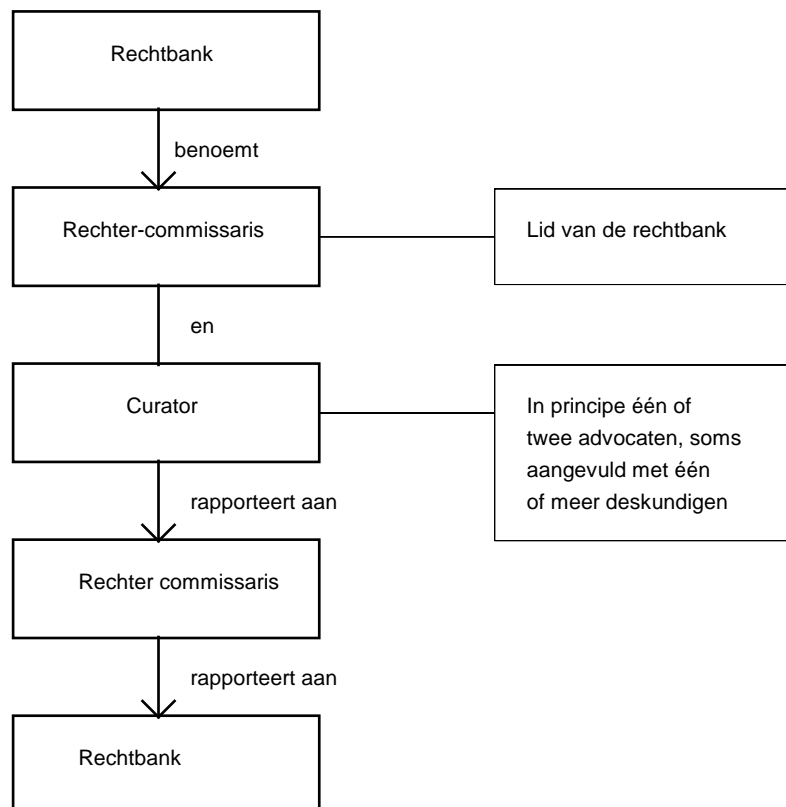 Rechtbank
benoemt
Rechter-commissaris
Lid van de rechtbank
en
Curator
In principe één of
twee advocaten, soms
aangevuld met één
of meer deskundigen
rapporteert aan
Rechter commissaris
rapporteert aan
Rechtbank